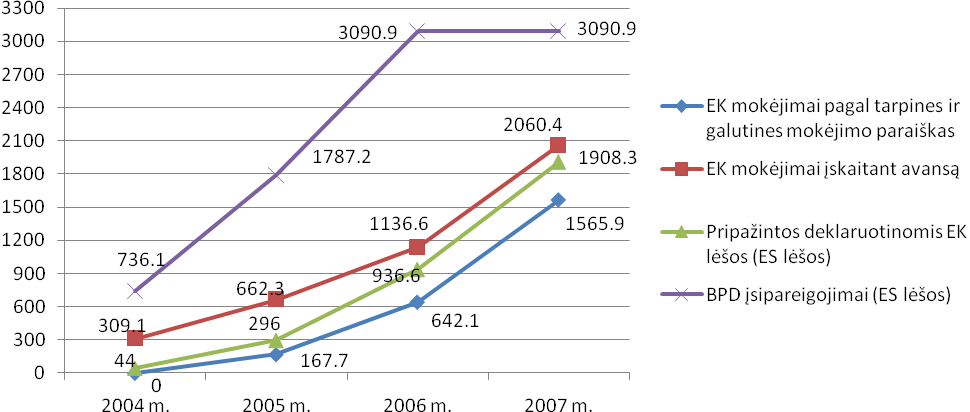 3300
3000
2700
2400
2100
1800
1500
1200
900
600
300
0
3090.9
3090.9
2060.4
1787.2
1908.3
1136.6
1565.9
736.1
936.6
662.3
309.1
296
642.1
44
167.7
0
2004 m.
2005 m.
2006 m.
2007 m.
EK mokėjimai pagal tarpines ir
galutines mokėjimo paraiškas
EK mokėjimai įskaitant avansą
Pripažintos deklaruotinomis EK
lėšos (ES lėšos)
BPD įsipareigojimai (ES lėšos)